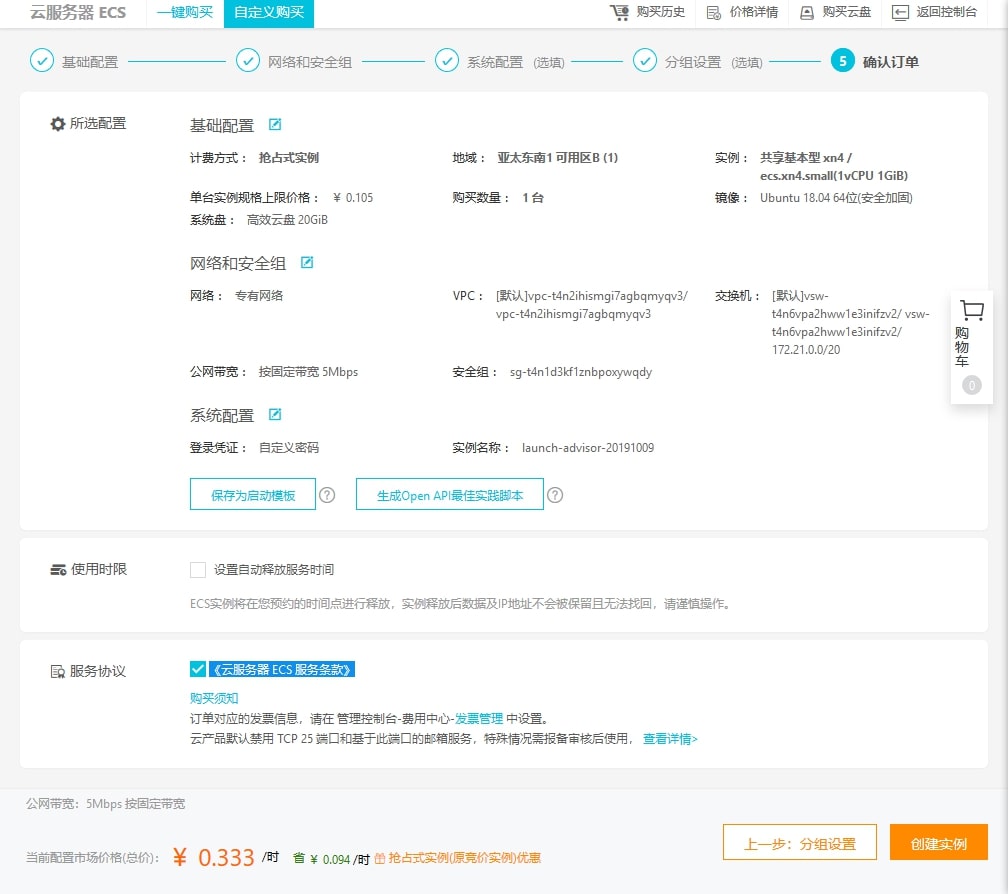 云服务器 ECS 一键购买 自定义购买 购买历史 价格详情 购买云盘 返回控制台
基础配置 网络和安全组 系统配置 (选填) 分组设置 (选填) 5 确认订单
所选配置
基础配置
计费方式： 抢占式实例 地域： 亚太东南1 可用区B (1) 实例： 共享基本型 xn4 /
ecs.xn4.small(1vCPU 1GiB)
单台实例规格上限价格： ¥ 0.105 购买数量： 1 台 镜像： Ubuntu 18.04 64位(安全加固)
系统盘： 高效云盘 20GiB
网络和安全组
网络： 专有网络 VPC： [默认]vpc-t4n2ihismgi7agbqmyqv3/ 交换机： [默认]vsw-
vpc-t4n2ihismgi7agbqmyqv3 t4n6vpa2hww1e3inifzv2/ vsw-
t4n6vpa2hww1e3inifzv2/
172.21.0.0/20
购物车
0
公网带宽： 按固定带宽 5Mbps 安全组： sg-t4n1d3kf1znbpoxywqdy
系统配置
登录凭证： 自定义密码 实例名称： launch-advisor-20191009
保存为启动模板 ? 生成Open API最佳实践脚本 ?
使用时限 设置自动释放服务时间
ECS实例将在您预约的时间点进行释放，实例释放后数据及IP地址不会被保留且无法找回，请谨慎操作。
服务协议 《云服务器 ECS 服务条款》
购买须知
订单对应的发票信息，请在 管理控制台-费用中心-发票管理 中设置。
云产品默认禁用 TCP 25 端口和基于此端口的邮箱服务，特殊情况需报备审核后使用， 查看详情>
公网带宽: 5Mbps 按固定带宽
当前配置市场价格(总价): ¥ 0.333 /时 省 ¥ 0.094 /时 抢占式实例(原竞价实例)优惠 上一步：分组设置 创建实例